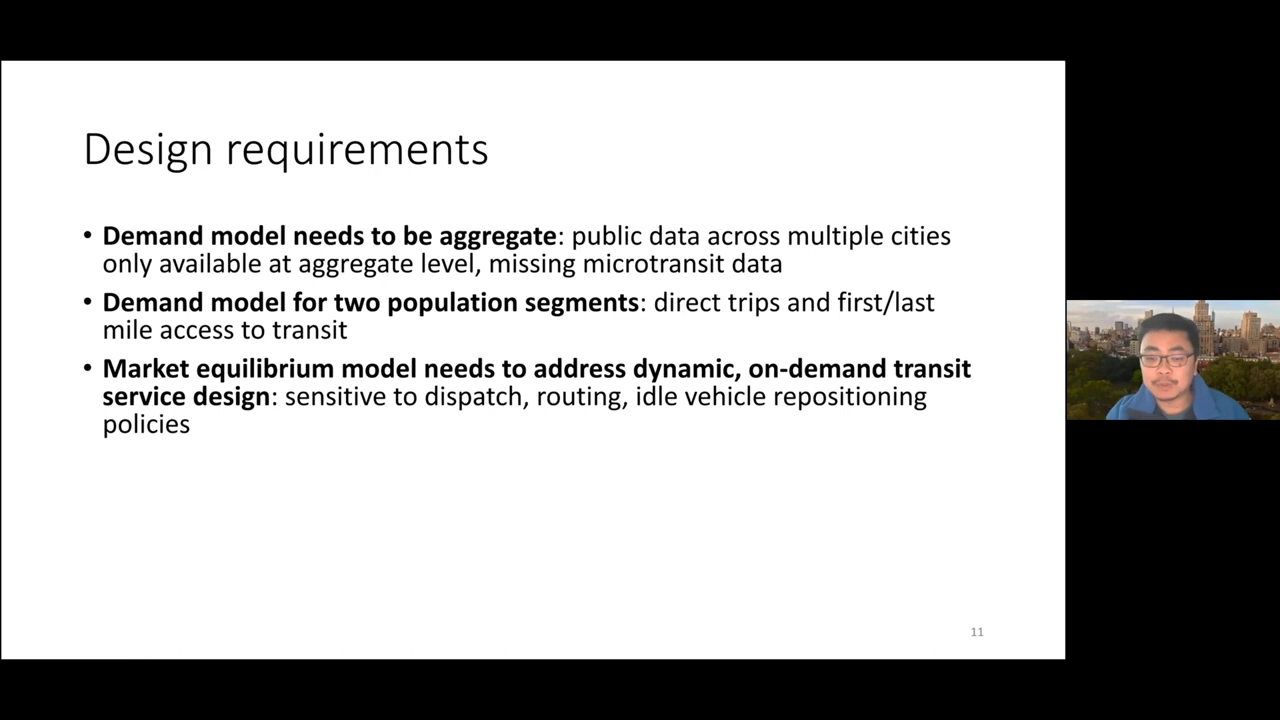 Design requirements
• Demand model needs to be aggregate: public data across multiple cities
only available at aggregate level, missing microtransit data
• Demand model for two population segments: direct trips and first/last
mile access to transit
• Market equilibrium model needs to address dynamic, on-demand transit
service design: sensitive to dispatch, routing, idle vehicle repositioning
policies
11